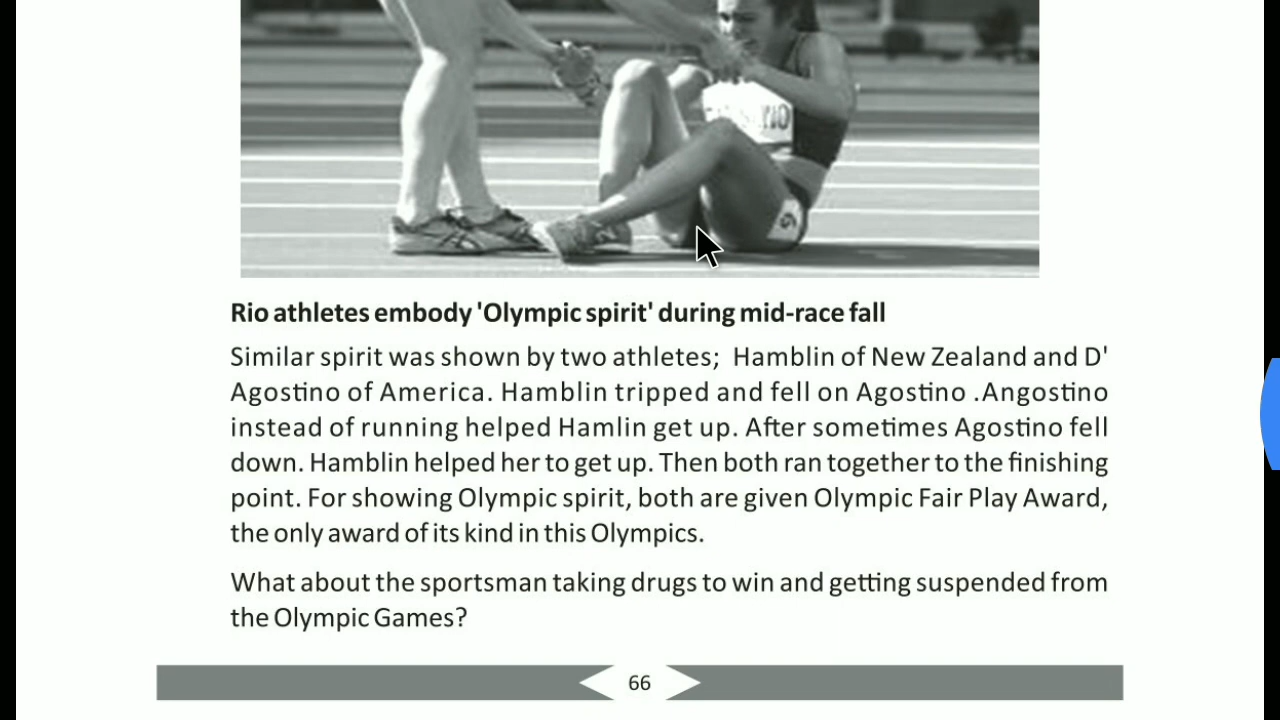 Rio athletes embody 'Olympic spirit' during mid-race fall
Similar spirit was shown by two athletes; Hamblin of New Zealand and D'
Agostino of America. Hamblin tripped and fell on Agostino .Angostino
instead of running helped Hamlin get up. After sometimes Agostino fell
down. Hamblin helped her to get up. Then both ran together to the finishing
point. For showing Olympic spirit, both are given Olympic Fair Play Award,
the only award of its kind in this Olympics.
What about the sportsman taking drugs to win and getting suspended from
the Olympic Games?
66